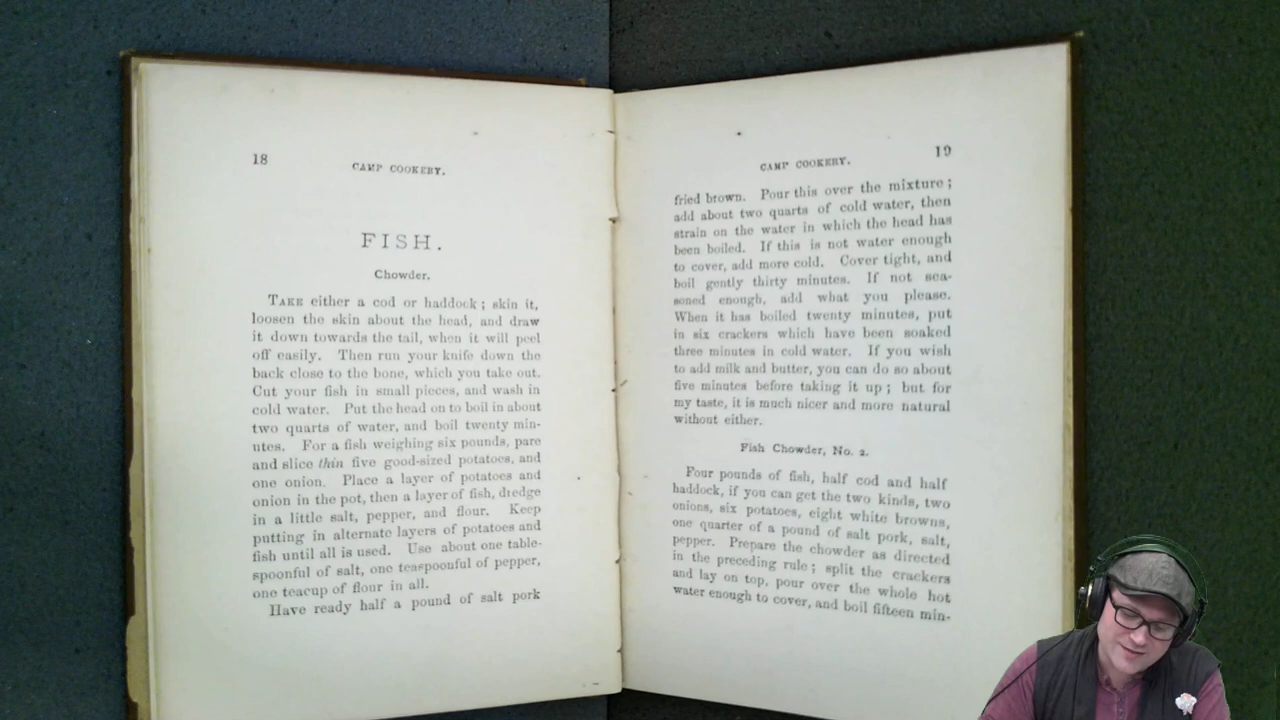 18
CAMP COOKERY.
FISH.
Chowder.
TAKE either a cod or haddock; skin it,
loosen the skin about the head, and draw
it down towards the tail, when it will peel
off easily. Then run your knife down the
back close to the bone, which you take out.
Cut your fish in small pieces, and wash in
cold water. Put the head on to boil in about
two quarts of water, and boil twenty min-
utes. For a fish weighing six pounds, pare
and slice thin five good-sized potatoes, and
one onion. Place a layer of potatoes and
onion in the pot, then a layer of fish, dredge
in a little salt, pepper, and flour. Keep
putting in alternate layers of potatoes and
fish until all is used. Use about one table-
spoonful of salt, one teaspoonful of pepper,
one teacup of flour in all.
Have ready half a pound of salt pork
CAMP COOKERY.
19
fried brown. Pour this over the mixture;
add about two quarts of cold water, then
strain on the water in which the head has
been boiled. If this is not water enough
to cover, add more cold. Cover tight, and
boil gently thirty minutes. If not sea-
soned enough, add what you please.
When it has boiled twenty minutes, put
in six crackers which have been soaked
three minutes in cold water. If you wish
to add milk and butter, you can do so about
five minutes before taking it up; but for
my taste, it is much nicer and more natural
without either.
Fish Chowder, No. 2.
Four pounds of fish, half cod and half
haddock, if you can get the two kinds, two
onions, six potatoes, eight white browns,
one quarter of a pound of salt pork, salt,
pepper. Prepare the chowder as directed
in the preceding rule; split the crackers
and lay on top, pour over the whole hot
water enough to cover, and boil fifteen min-